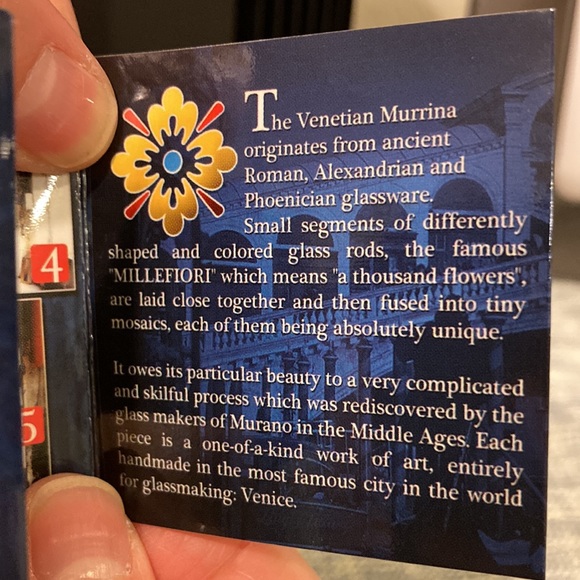 The Venetian Murrina
originates from ancient
Roman, Alexandrian and
Phoenician glassware.
Small segments of differently
shaped and colored glass rods, the famous
"MILLEFIORI" which means "a thousand flowers",
are laid close together and then fused into tiny
mosaics, each of them being absolutely unique.
It owes its particular beauty to a very complicated
and skilful process which was rediscovered by the
glass makers of Murano in the Middle Ages. Each
piece is a one-of-a-kind work of art, entirely
handmade in the most famous city in the world
for glassmaking: Venice.
4
5